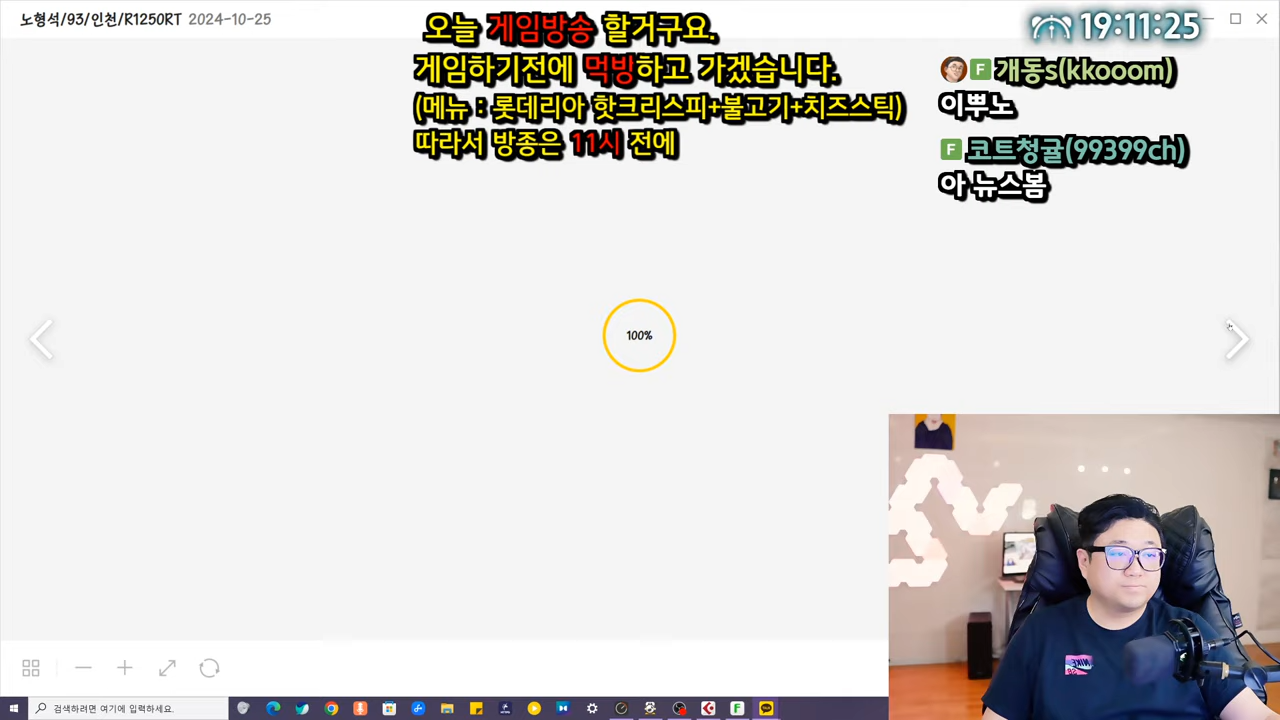 노형석/93/인천/R1250RT 2024-10-25
오늘 게임방송 할거구요.
게임하기전에 먹방하고 가겠습니다.
(메뉴 : 롯데리아 핫크리스피+불고기+치즈스틱)
따라서 방종은 11시 전에
19:11:25
F 개동s(kkooom)
이뿌노
F 코트청귤(99399ch)
아 뉴스봄
100%
검색하려면 여기에 입력하세요.